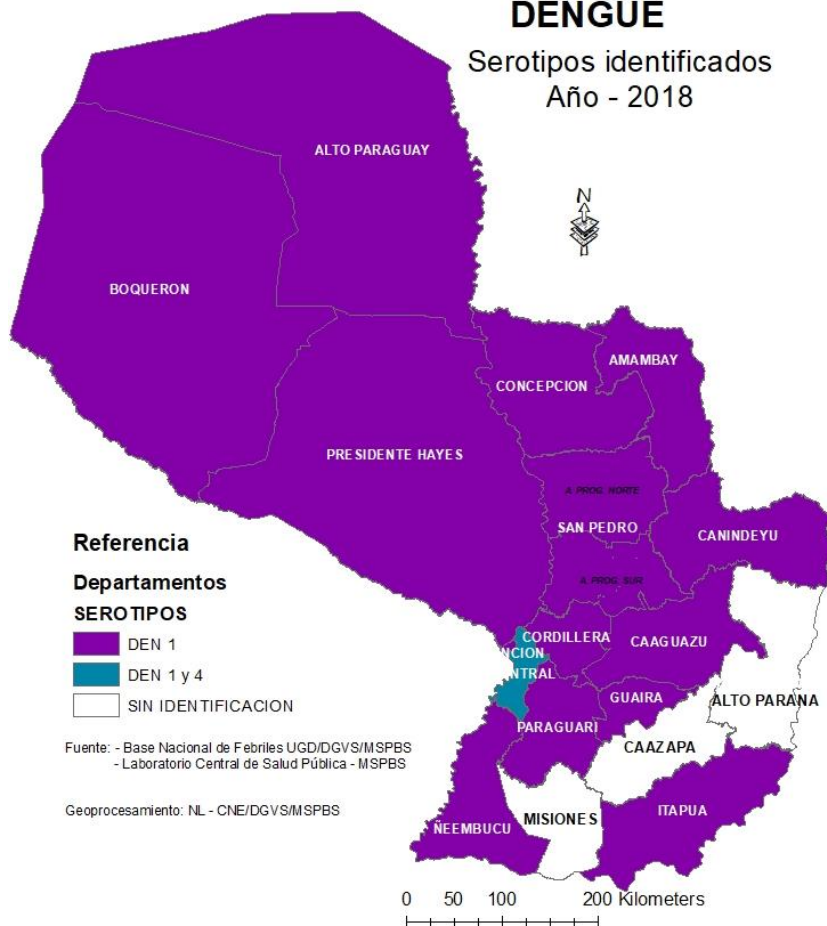 DENGUE
Serotipos identificados
Año - 2018
N
ALTO PARAGUAY
BOQUERON
AMAMBAY
CONCEPCION
PRESIDENTE HAYES
A. PROG. NORTE
SAN PEDRO
CANINDEYU
A. PROG. SUR
CORDILLERA
CAAGUAZU
NCION
NTRAL
GUAIRA
ALTO PARANA
PARAGUARI
CAAZAPA
ITAPUA
MISIONES
ÑEEMBUCU
Referencia
Departamentos
SEROTIPOS
DEN 1
DEN 1 y 4
SIN IDENTIFICACION
Fuente: - Base Nacional de Febriles UGD/DGVS/MSPBS
- Laboratorio Central de Salud Pública - MSPBS
Geoprocesamiento: NL - CNE/DGVS/MSPBS
0 50 100 200 Kilometers